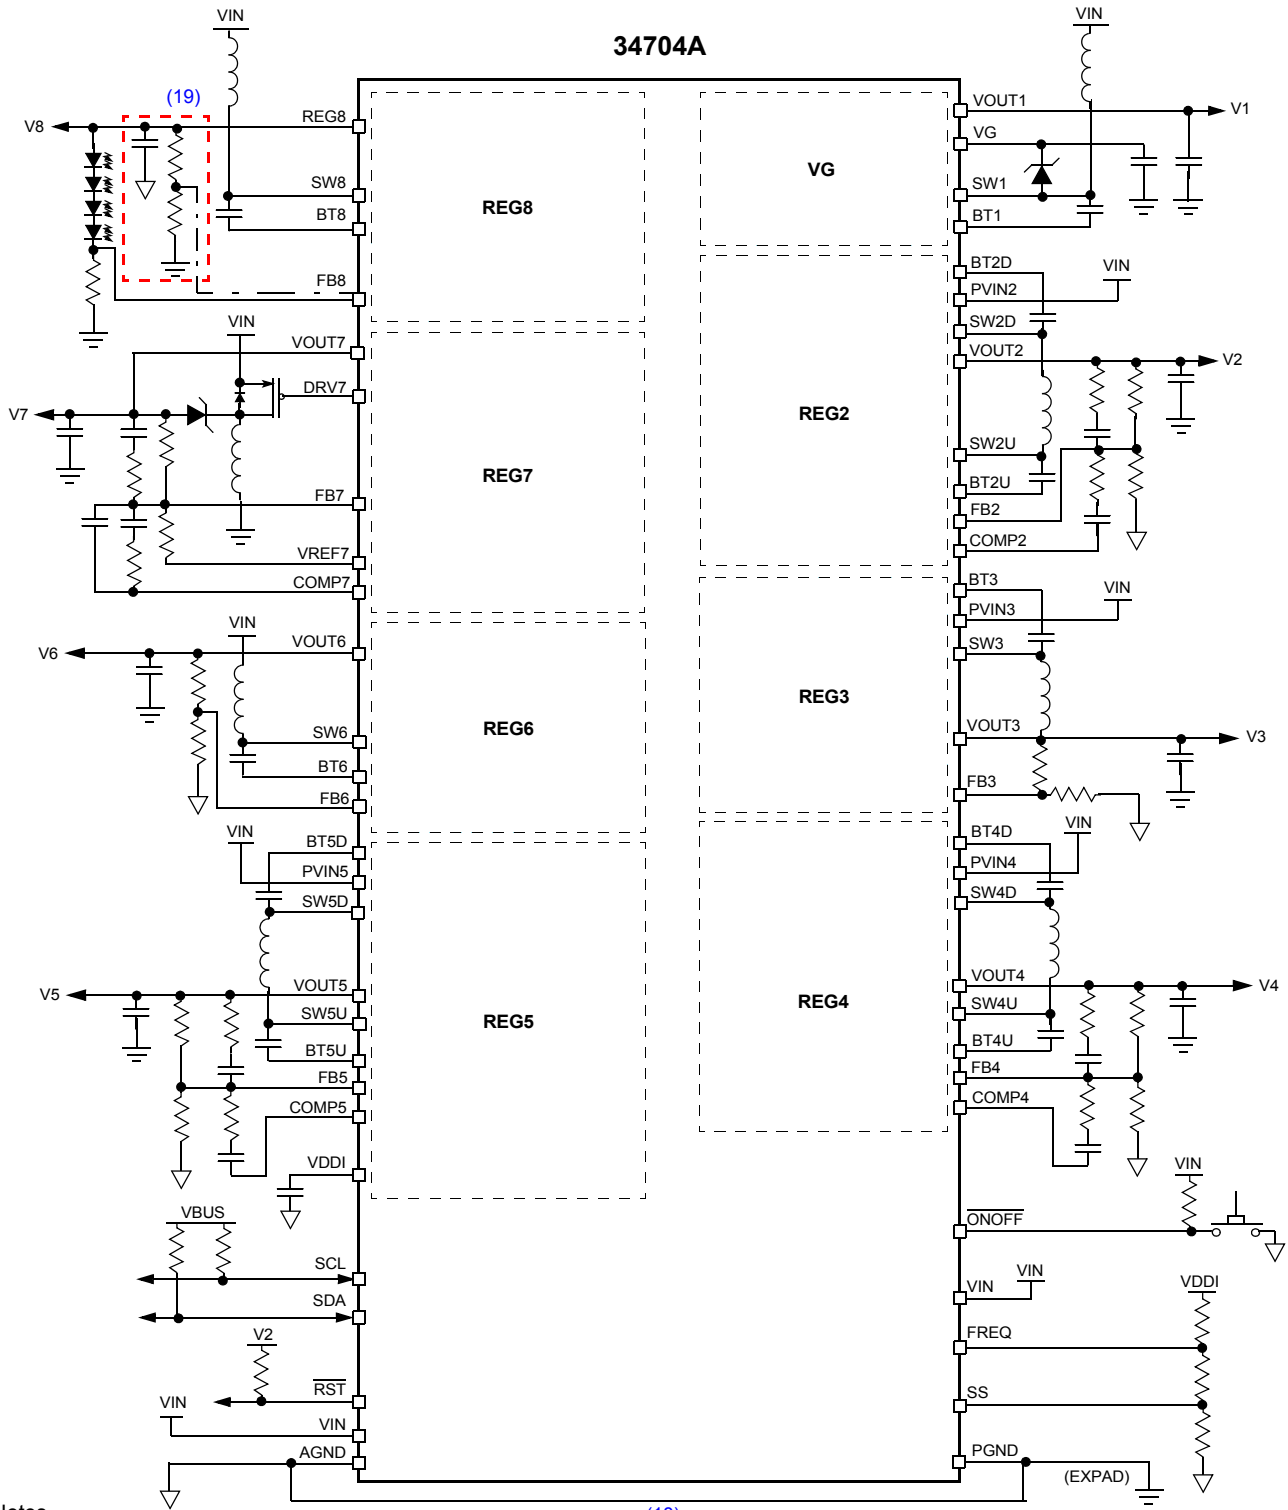 34704A
VIN
(19)
V8
REG8
SW8
BT8
FB8
REG8
VIN
VOUT7
DRV7
V7
FB7
VREF7
COMP7
REG7
VIN
V6
VOUT6
SW6
BT6
FB6
REG6
VIN
BT5D
PVIN5
SW5D
V5
VOUT5
SW5U
BT5U
FB5
COMP5
REG5
VDDI
VBUS
SCL
SDA
V2
RST
VIN
VIN
AGND
VIN
VOUT1
V1
VG
SW1
BT1
VG
BT2D
VIN
PVIN2
SW2D
VOUT2
V2
REG2
SW2U
BT2U
FB2
COMP2
BT3
VIN
PVIN3
SW3
REG3
VOUT3
V3
FB3
BT4D
VIN
PVIN4
SW4D
VOUT4
V4
REG4
SW4U
BT4U
FB4
COMP4
VIN
ONOFF
VIN
VIN
VDDI
FREQ
SS
PGND
(EXPAD)